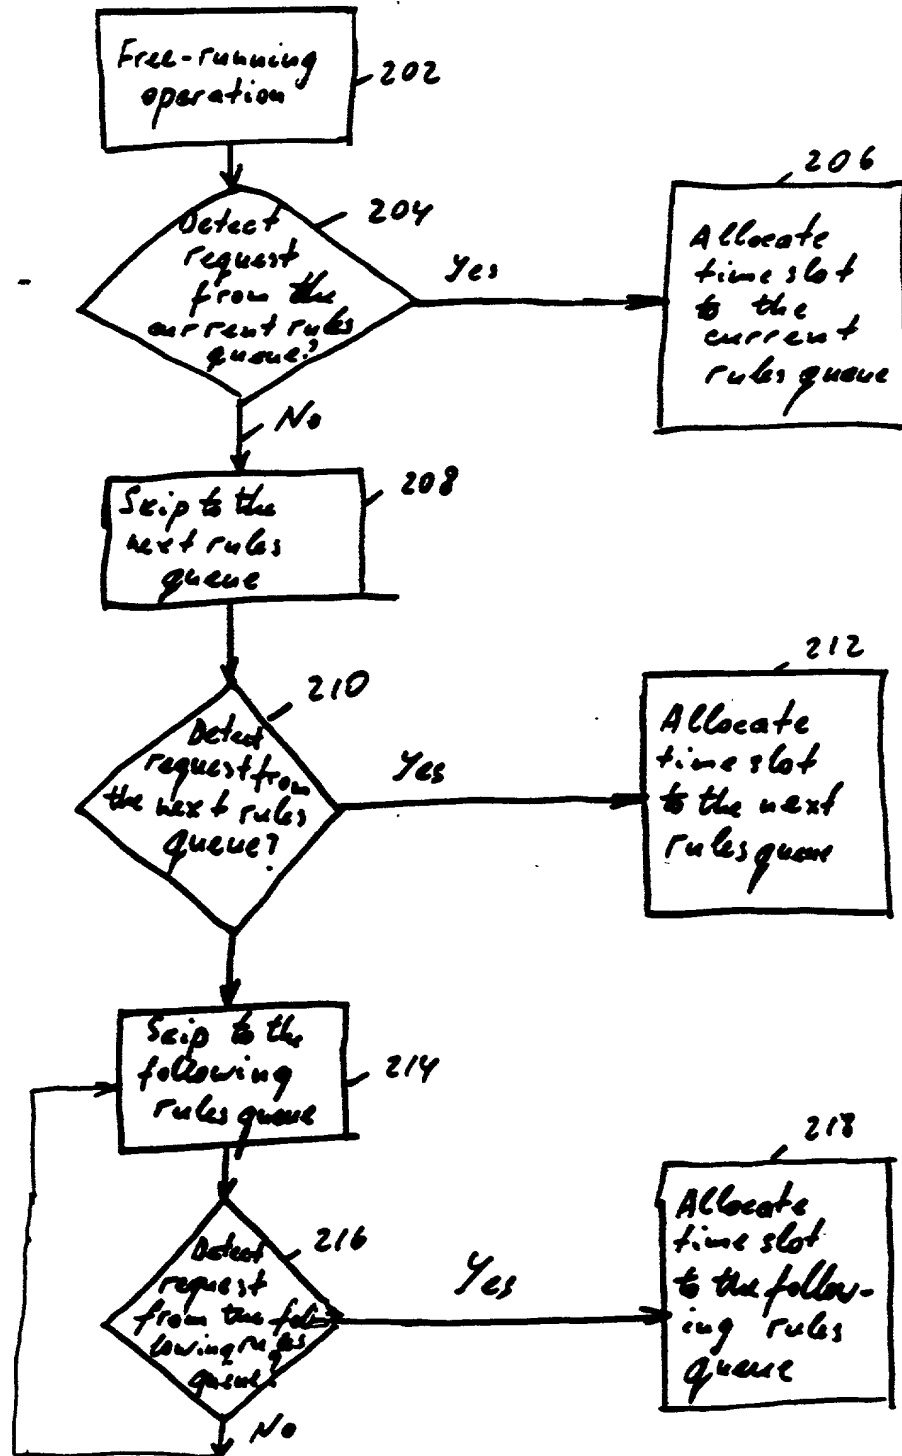 Free-running
operation
202
204
Detect
request
from the
current rules
queue?
Yes
206
Allocate
time slot
to the
current
rules queue
No
208
Skip to the
next rules
queue
210
Detect
request from
the next rules
queue?
Yes
212
Allocate
time slot
to the next
rules queue
Skip to the
following
rules queue
214
216
Detect
request
from the fol-
lowing rules
queue?
Yes
218
Allocate
time slot
to the follow-
ing rules
queue
No